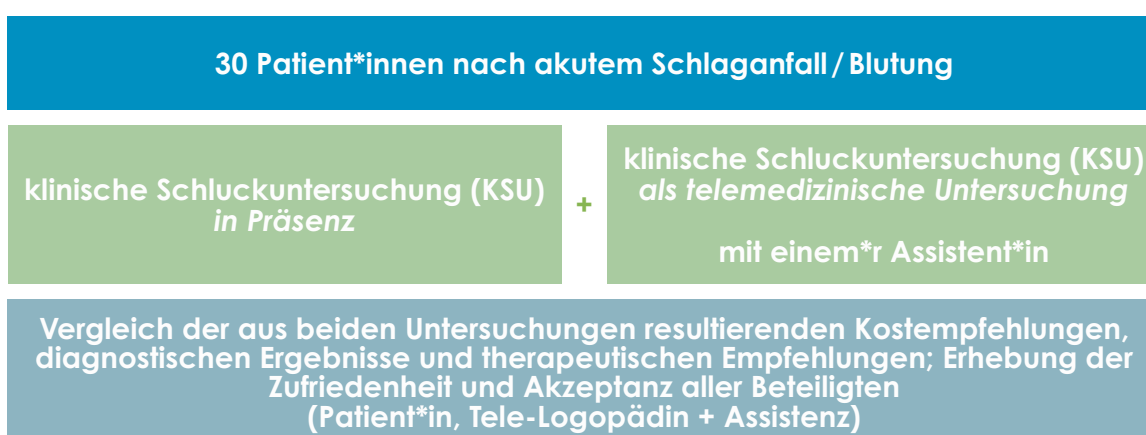 30 Patient*innen nach akutem Schlaganfall / Blutung
klinische Schluckuntersuchung (KSU)
in Präsenz
+
klinische Schluckuntersuchung (KSU)
als telemedizinische Untersuchung
mit einem*r Assistent*in
Vergleich der aus beiden Untersuchungen resultierenden Kostempfehlungen,
diagnostischen Ergebnisse und therapeutischen Empfehlungen; Erhebung der
Zufriedenheit und Akzeptanz aller Beteiligten
(Patient*in, Tele-Logopädin + Assistenz)